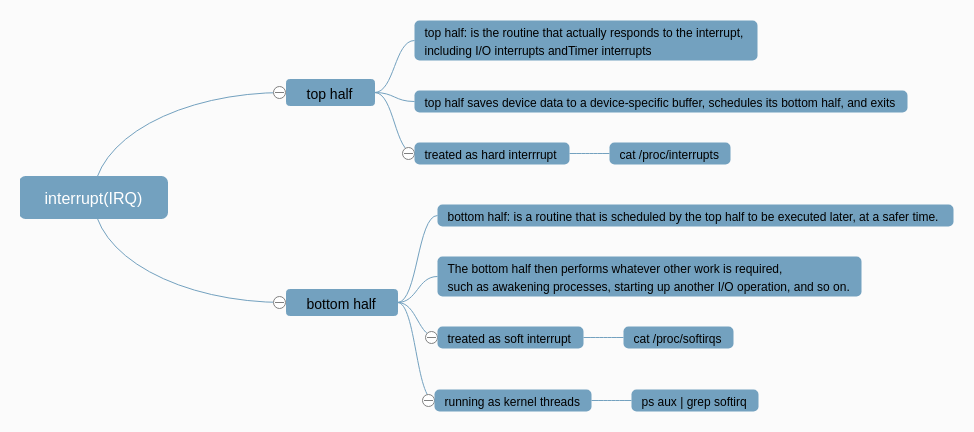 interrupt(IRQ)
top half
top half: is the routine that actually responds to the interrupt,
including I/O interrupts andTimer interrupts
top half saves device data to a device-specific buffer, schedules its bottom half, and exits
treated as hard interrrupt
cat /proc/interrupts
bottom half
bottom half: is a routine that is scheduled by the top half to be executed later, at a safer time.
The bottom half then performs whatever other work is required,
such as awakening processes, starting up another I/O operation, and so on.
treated as soft interrupt
cat /proc/softirqs
running as kernel threads
ps aux | grep softirq